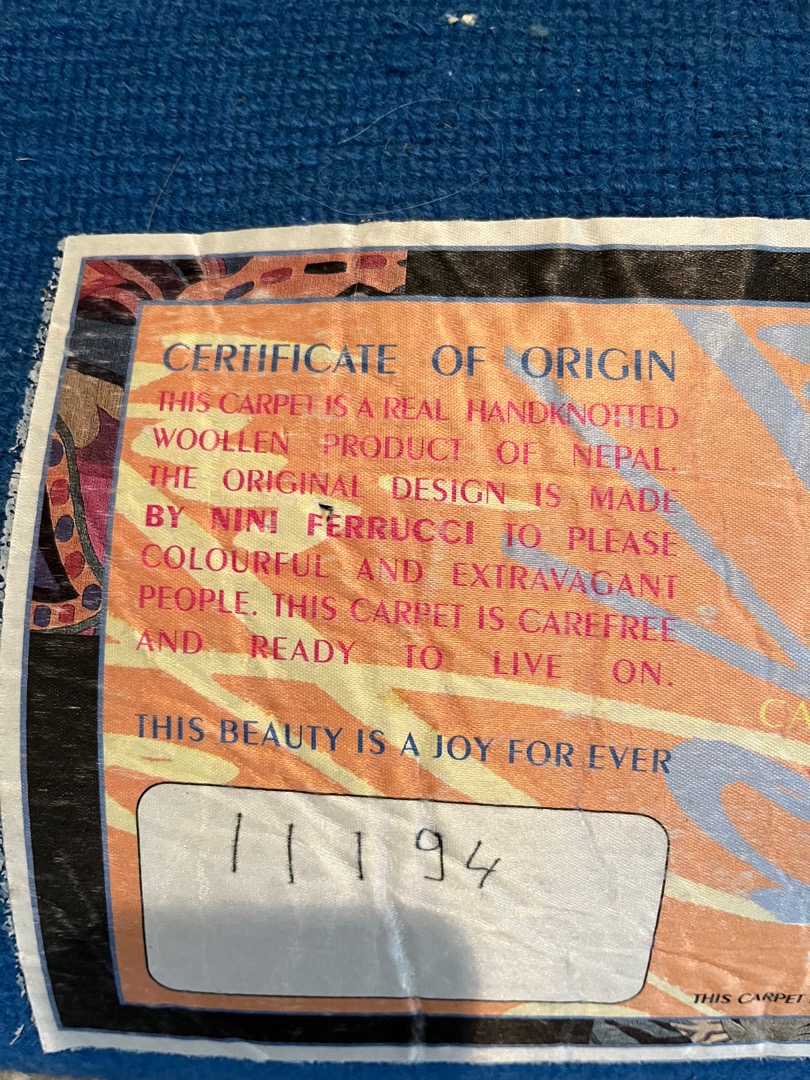 CERTIFICATE OF ORIGIN
THIS CARPET IS A REAL HANDKNOTTED
WOOLLEN PRODUCT OF NEPAL.
THE ORIGINAL DESIGN IS MADE
BY NINI FERRUCCI TO PLEASE
COLOURFUL AND EXTRAVAGANT
PEOPLE. THIS CARPET IS CAREFREE
AND READY TO LIVE ON.
THIS BEAUTY IS A JOY FOR EVER
11194
THIS CARPET